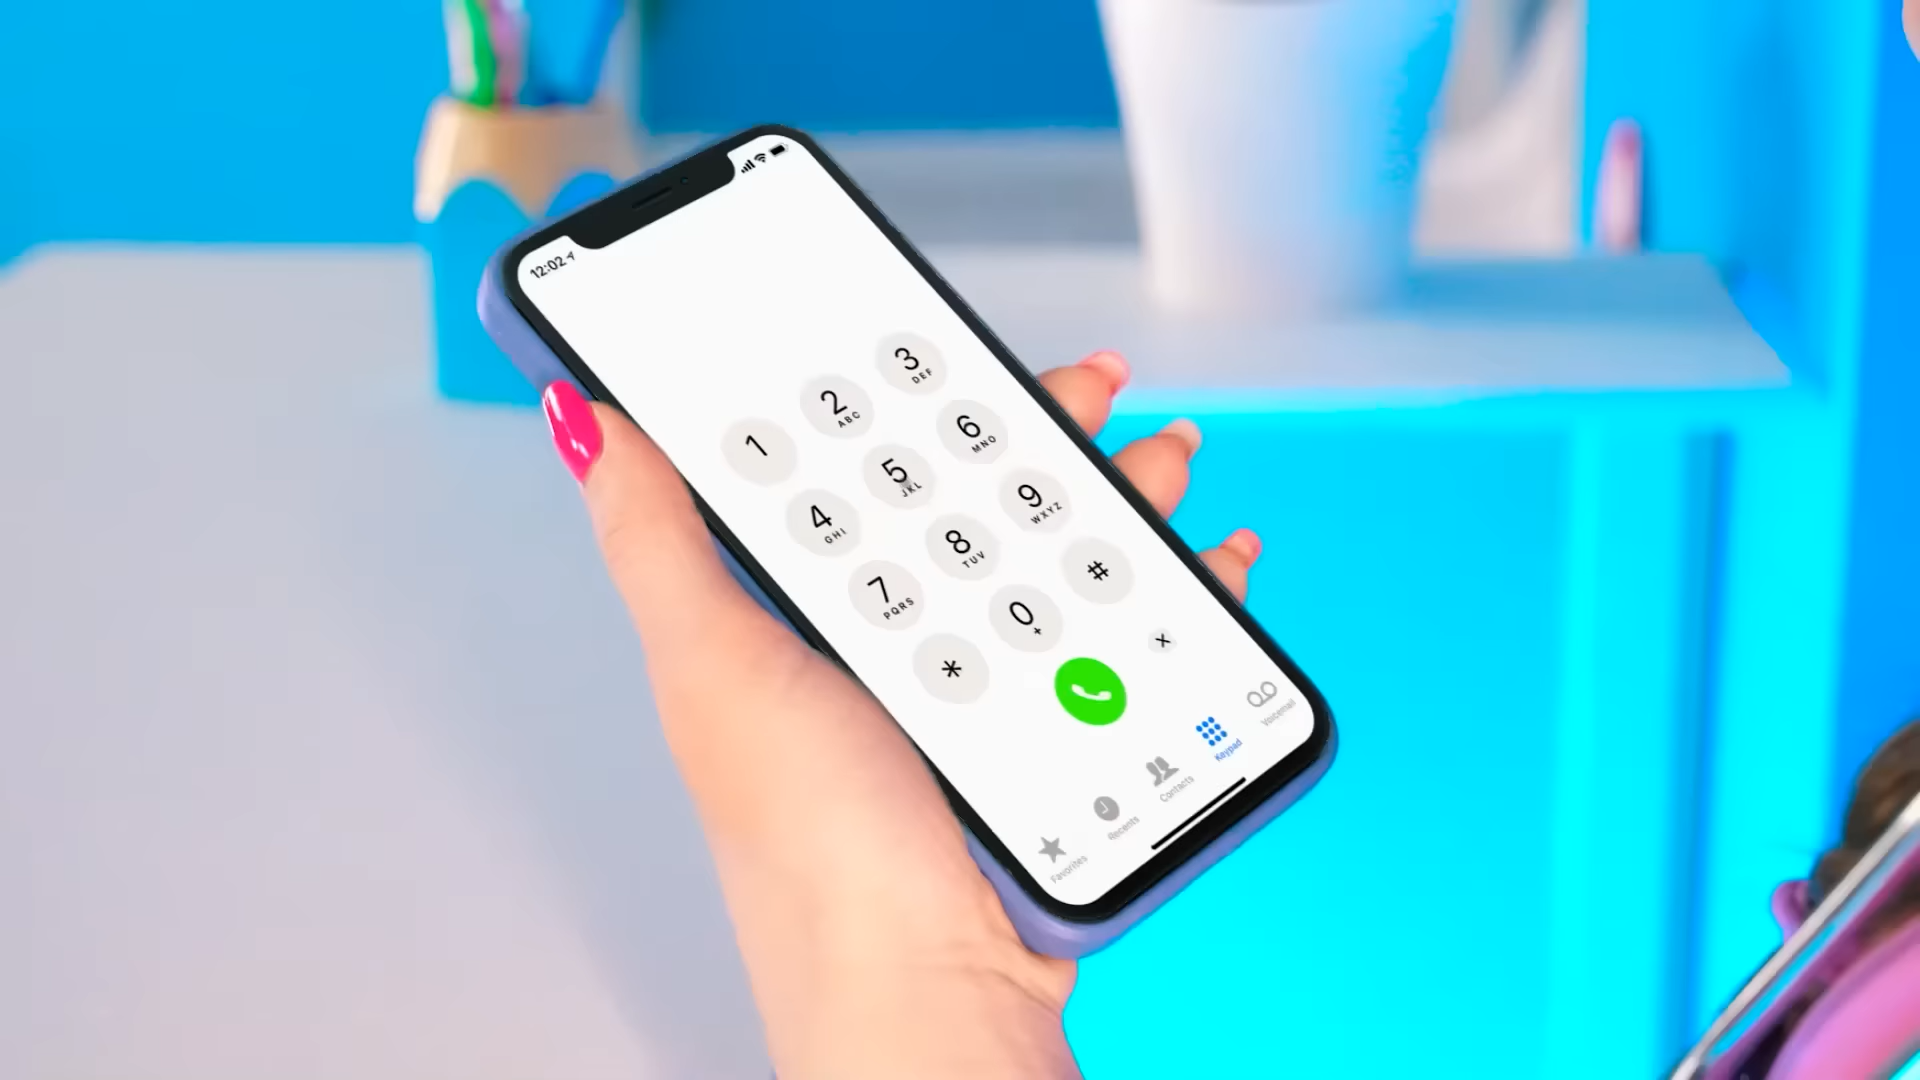 12:02
1
2
ABC
3
DEF
4
GHI
5
JKL
6
MNO
7
PQRS
8
TUV
9
WXYZ
*
0
+
#
Favorites
Recents
Contacts
Keypad
Voicemail